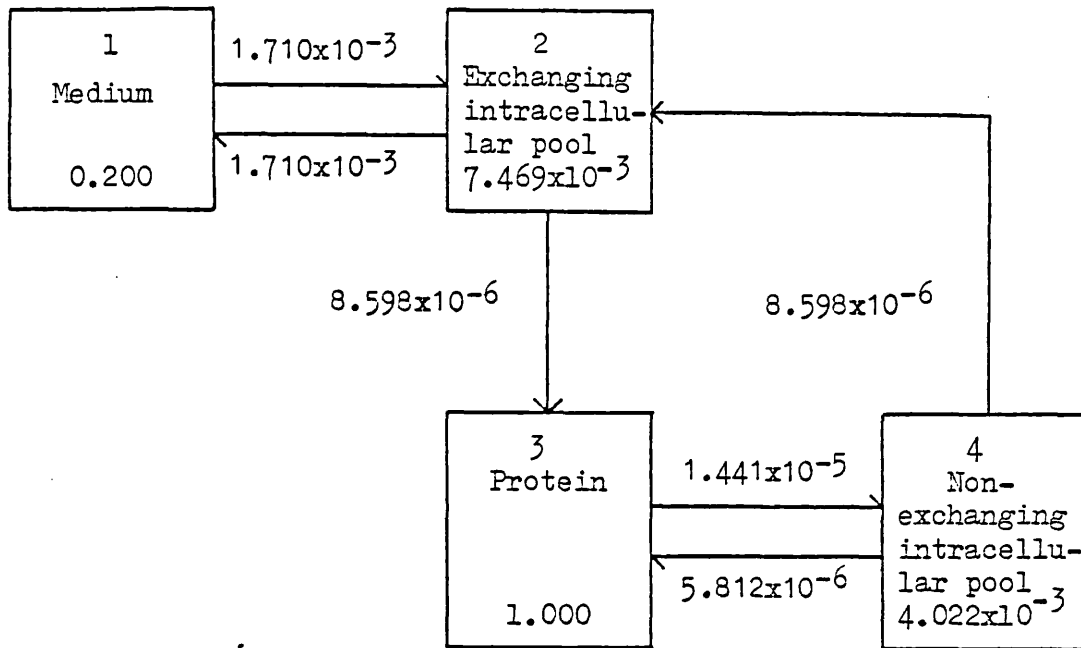 1
Medium
0.200
1.710x10⁻³
1.710x10⁻³
2
Exchanging
intracellu-
lar pool
7.469x10⁻³
8.598x10⁻⁶
8.598x10⁻⁶
3
Protein
1.000
1.441x10⁻⁵
5.812x10⁻⁶
4
Non-
exchanging
intracellu-
lar pool
4.022x10⁻³